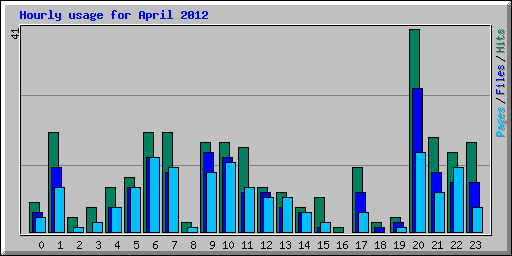 Hourly usage for April 2012
41
Pages / Files / Hits
0 1 2 3 4 5 6 7 8 9 10 11 12 13 14 15 16 17 18 19 20 21 22 23